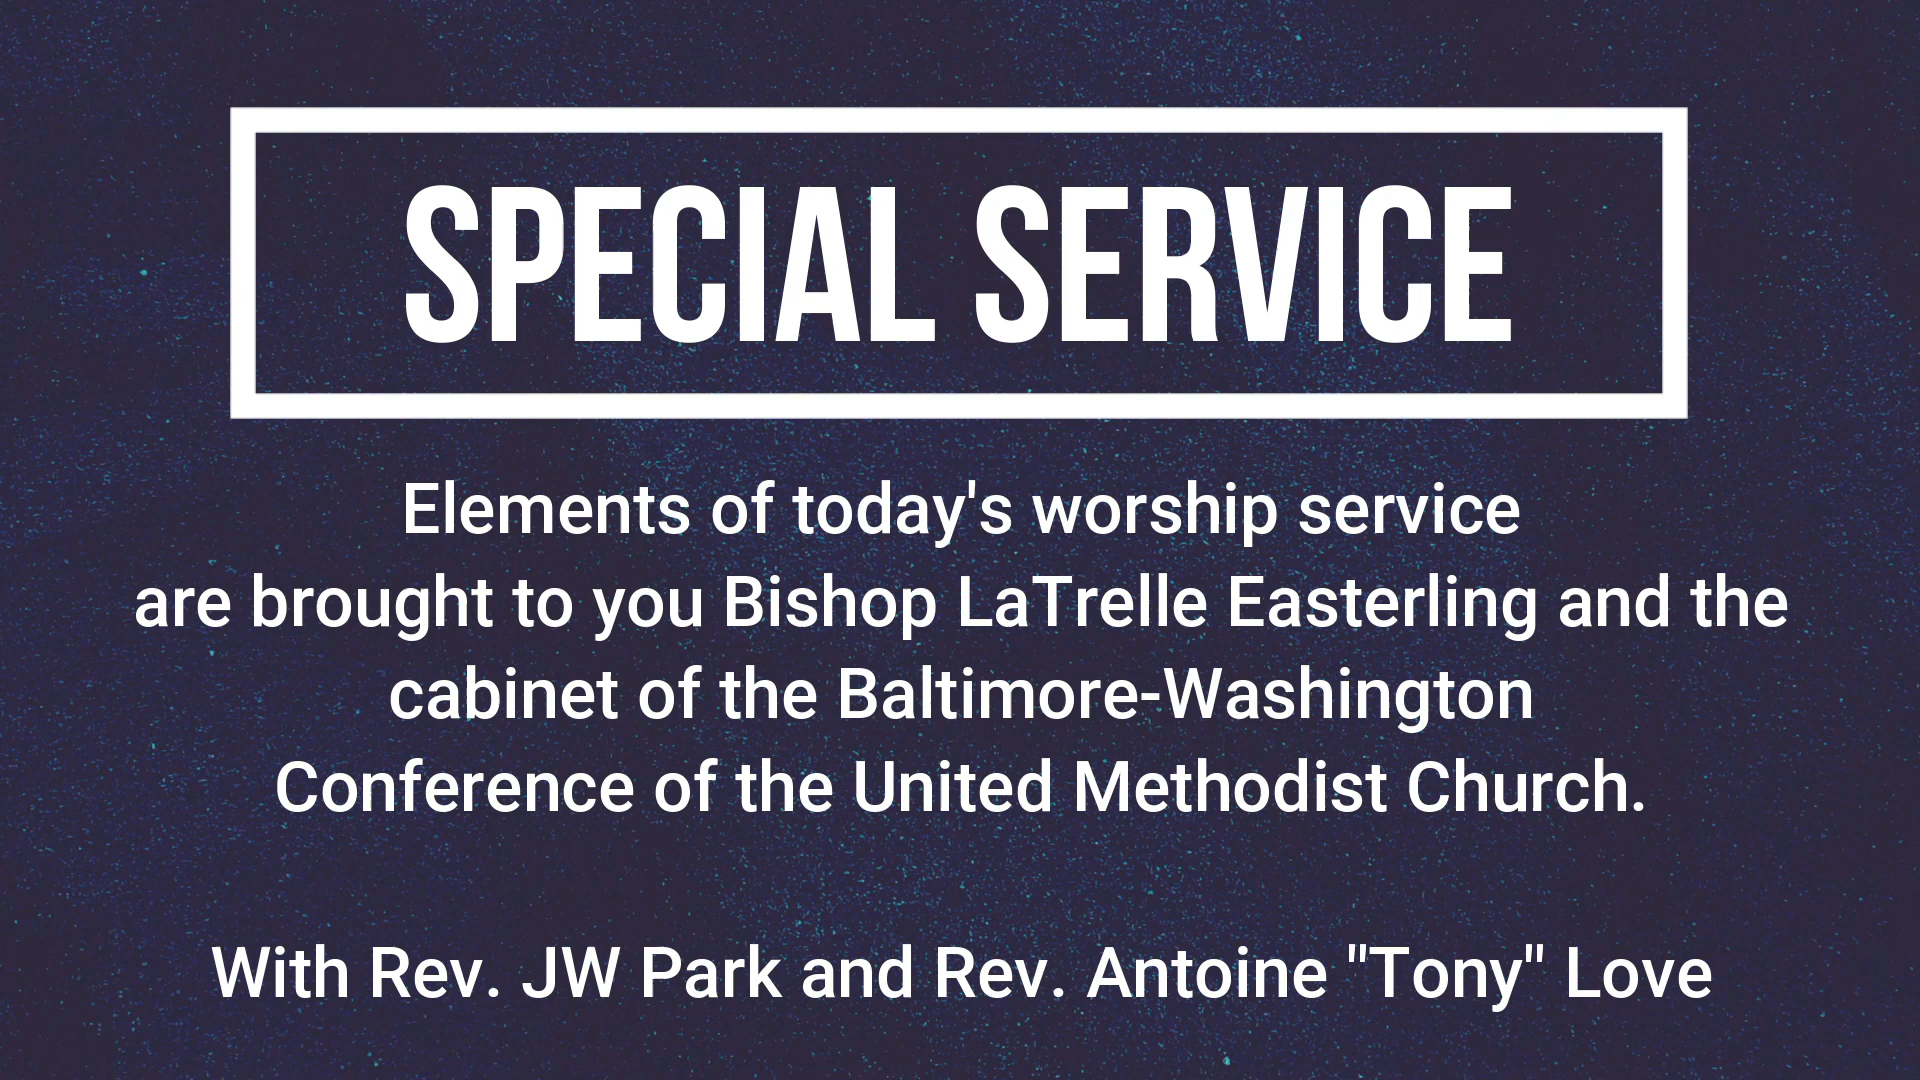 SPECIAL SERVICE
Elements of today's worship service
are brought to you Bishop LaTrelle Easterling and the
cabinet of the Baltimore-Washington
Conference of the United Methodist Church.
With Rev. JW Park and Rev. Antoine "Tony" Love